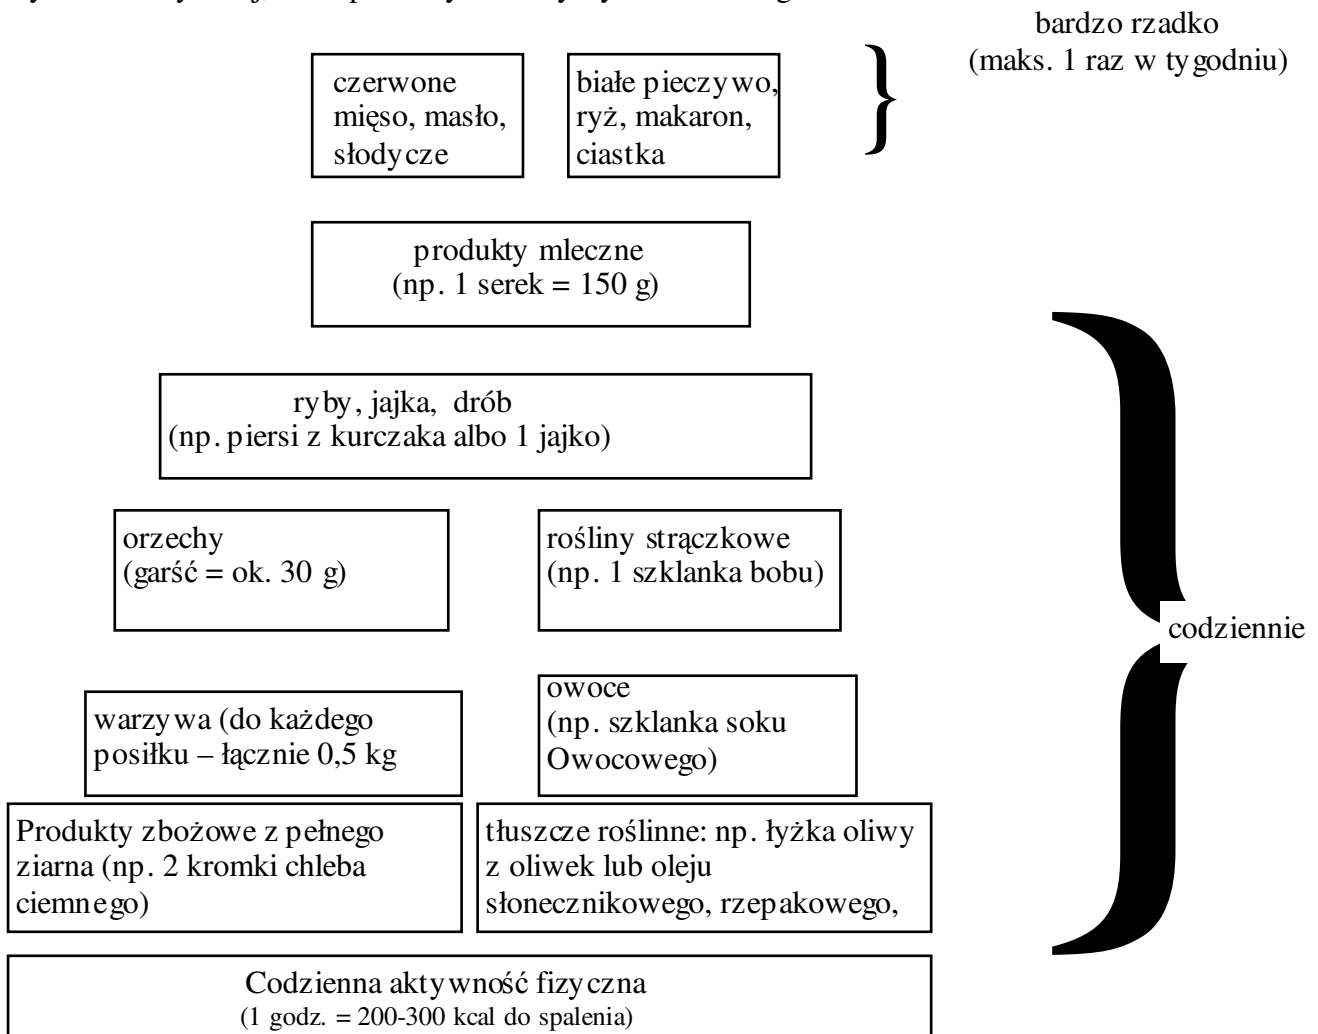 bardzo rzadko
(maks. 1 raz w tygodniu)
czerwone
mięso, masło,
słodycze
białe pieczywo,
ryż, makaron,
ciastka
produkty mleczne
(np. 1 serek = 150 g)
ryby, jajka, drób
(np. piersi z kurczaka albo 1 jajko)
orzechy
(garść = ok. 30 g)
rośliny strączkowe
(np. 1 szklanka bobu)
codziennie
warzywa (do każdego
posiłku – łącznie 0,5 kg
owoce
(np. szklanka soku
Owocowego)
Produkty zbożowe z pełnego
ziarna (np. 2 kromki chleba
ciemnego)
tłuszcze roślinne: np. łyżka oliwy
z oliwek lub oleju
słonecznikowego, rzepakowego,
Codzienna aktywność fizyczna
(1 godz. = 200-300 kcal do spalenia)